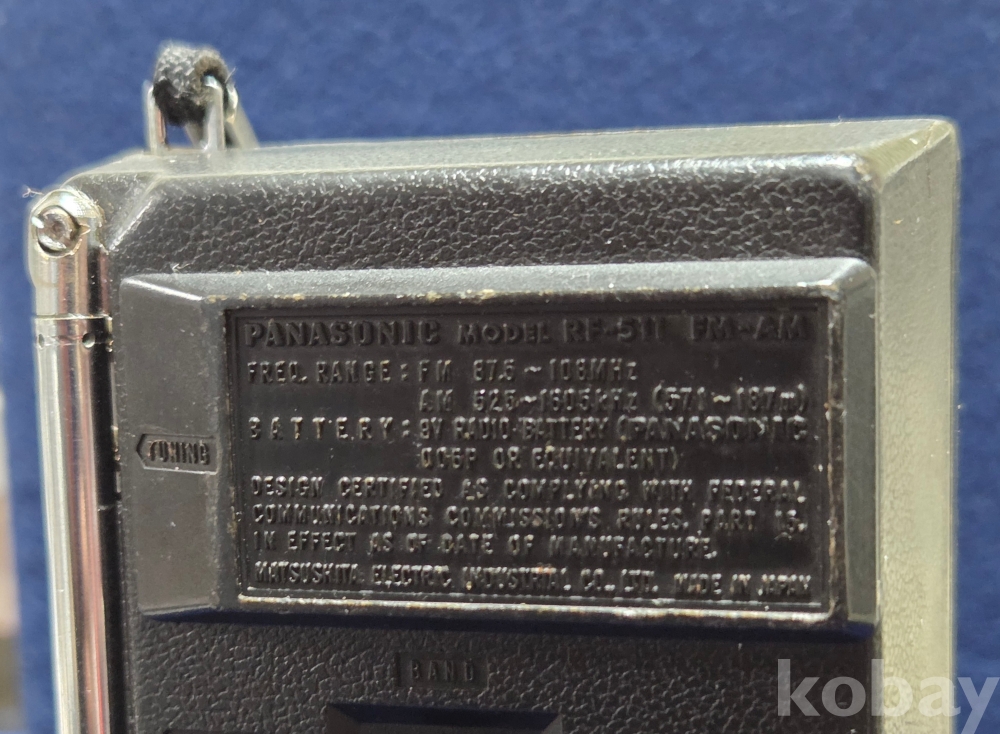 PANASONIC MODEL RF-511 FM-AM
FREQ. RANGE: FM 87.5~108MHz
AM 525~1605kHz (571~187m)
BATTERY: 9V RADIO BATTERY (PANASONIC
006P OR EQUIVALENT)
DESIGN CERTIFIED AS COMPLYING WITH FEDERAL
COMMUNICATIONS COMMISSION'S RULES, PART 15.
IN EFFECT AS OF DATE OF MANUFACTURE.
MATSUSHITA ELECTRIC INDUSTRIAL CO., LTD. MADE IN JAPAN
TUNING
BAND
kobay